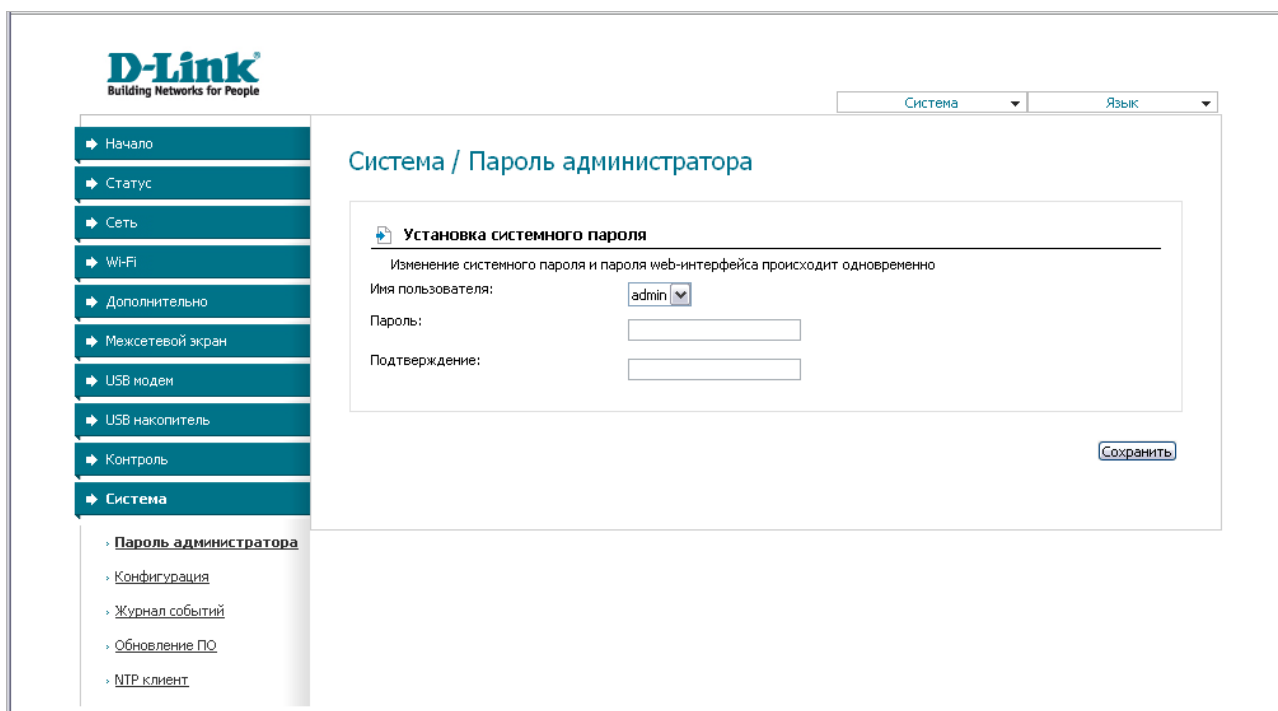 D-Link
Building Networks for People
Система
Язык
Начало
Статус
Сеть
Wi-Fi
Дополнительно
Межсетевой экран
USB модем
USB накопитель
Контроль
Система
Пароль администратора
Конфигурация
Журнал событий
Обновление ПО
NTP клиент
Система / Пароль администратора
Установка системного пароля
Изменение системного пароля и пароля web-интерфейса происходит одновременно
Имя пользователя:
admin
Пароль:
Подтверждение:
Сохранить